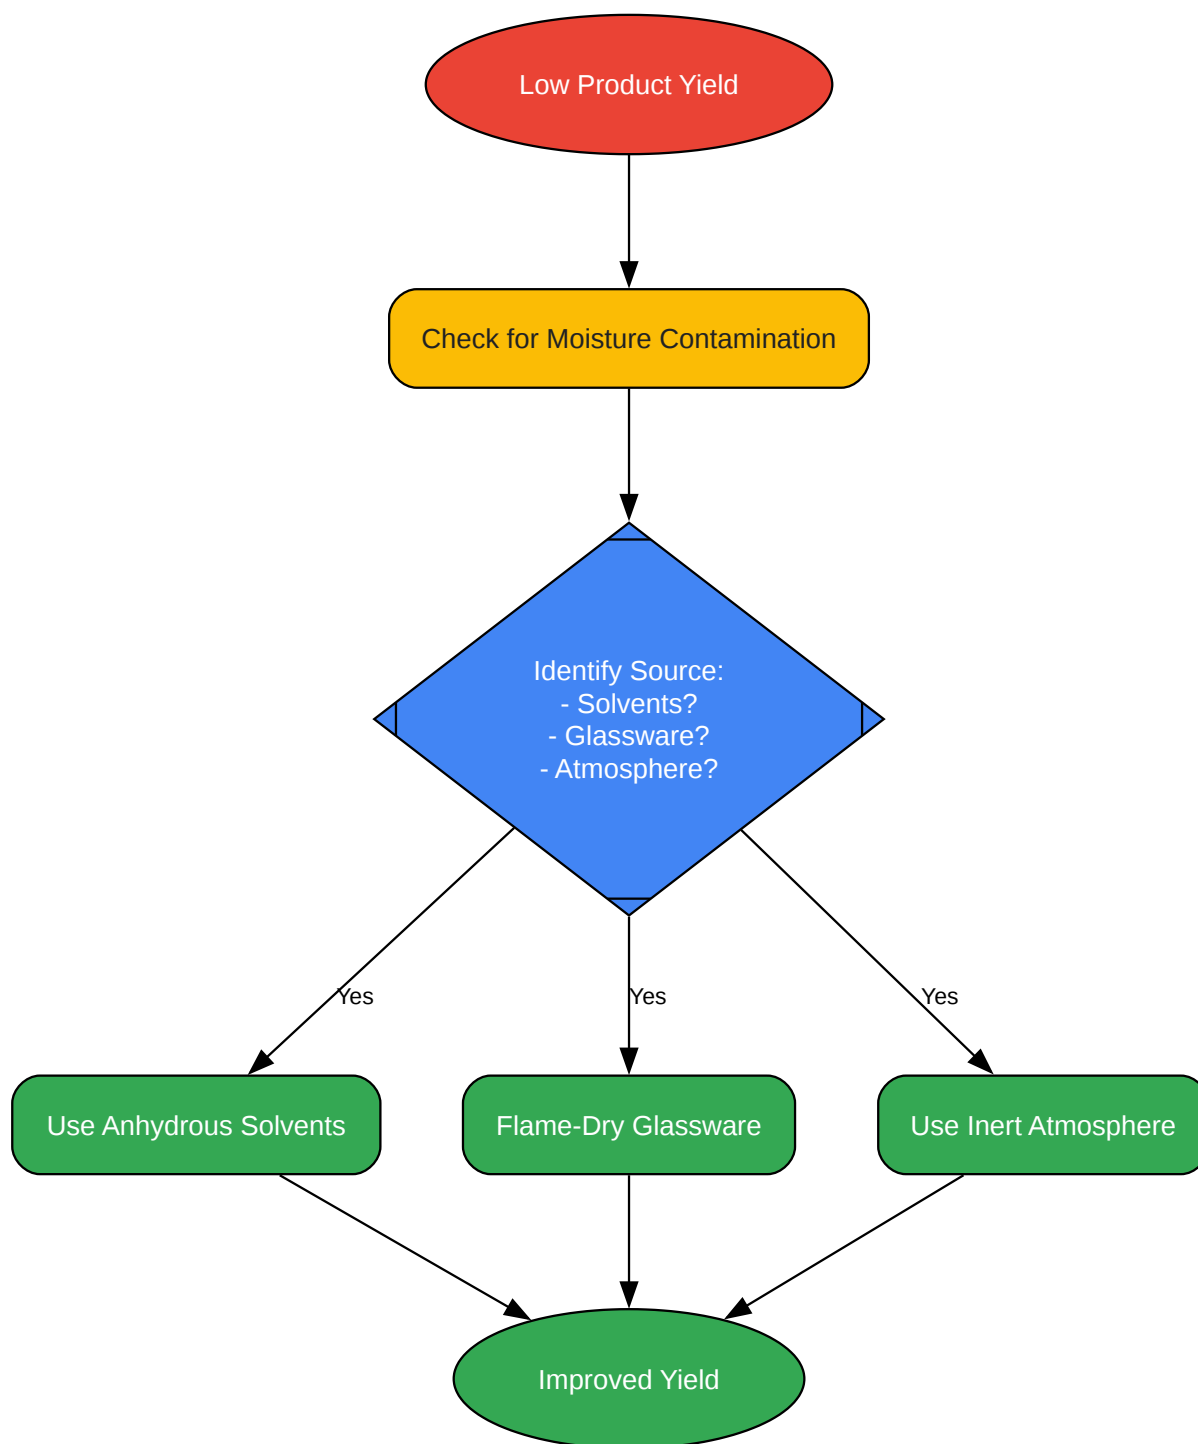 Low Product Yield
Check for Moisture Contamination
Identify Source:
- Solvents?
- Glassware?
- Atmosphere?
Yes
Yes
Yes
Use Anhydrous Solvents
Flame-Dry Glassware
Use Inert Atmosphere
Improved Yield